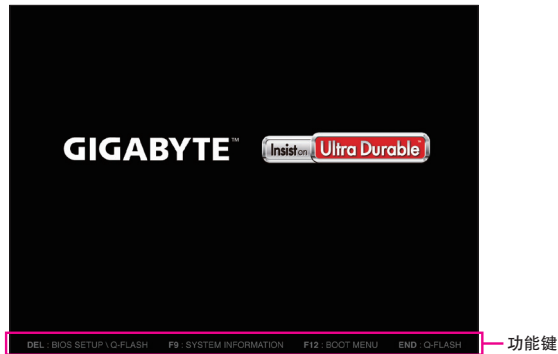 GIGABYTE™ Insist on Ultra Durable™
DEL : BIOS SETUP \ Q-FLASH F9 : SYSTEM INFORMATION F12 : BOOT MENU END : Q-FLASH
功能键